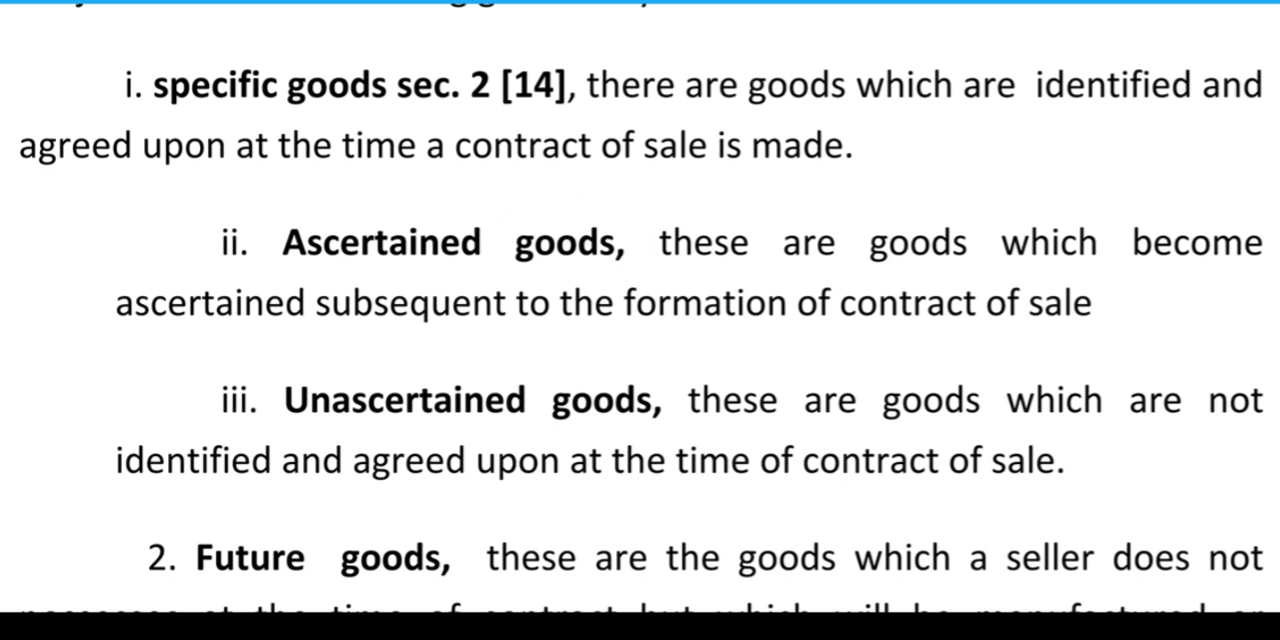 i. specific goods sec. 2 [14], there are goods which are identified and
agreed upon at the time a contract of sale is made.
ii. Ascertained goods, these are goods which become
ascertained subsequent to the formation of contract of sale
iii. Unascertained goods, these are goods which are not
identified and agreed upon at the time of contract of sale.
2. Future goods, these are the goods which a seller does not